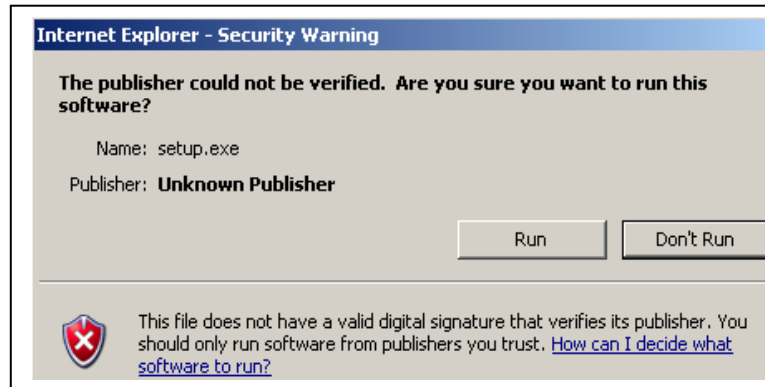 Internet Explorer - Security Warning
The publisher could not be verified.  Are you sure you want to run this
software?
Name: setup.exe
Publisher: Unknown Publisher
Run
Don't Run
This file does not have a valid digital signature that verifies its publisher. You
should only run software from publishers you trust. How can I decide what
software to run?